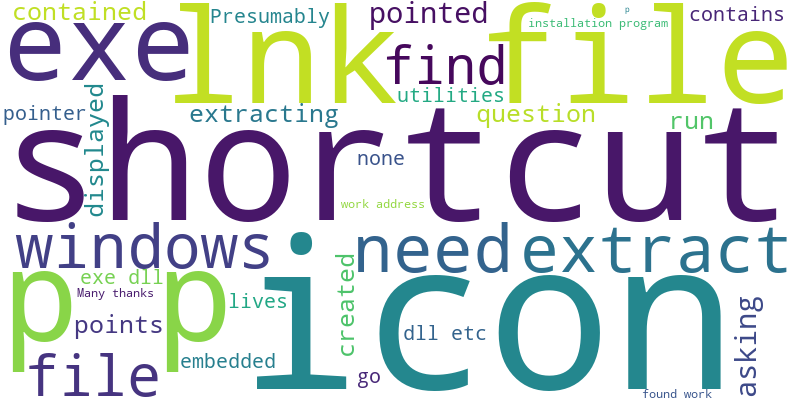 contained
Presumably
pointed
p
installation program
contains
exe
lnk file
find
utilities
pointer
displayed
extracting
question
run
shortcut
none
work address
windows
need
extract
p p
icon
exe dll
Many thanks
lives
created
points
dll etc
embedded
file
go
asking
found work